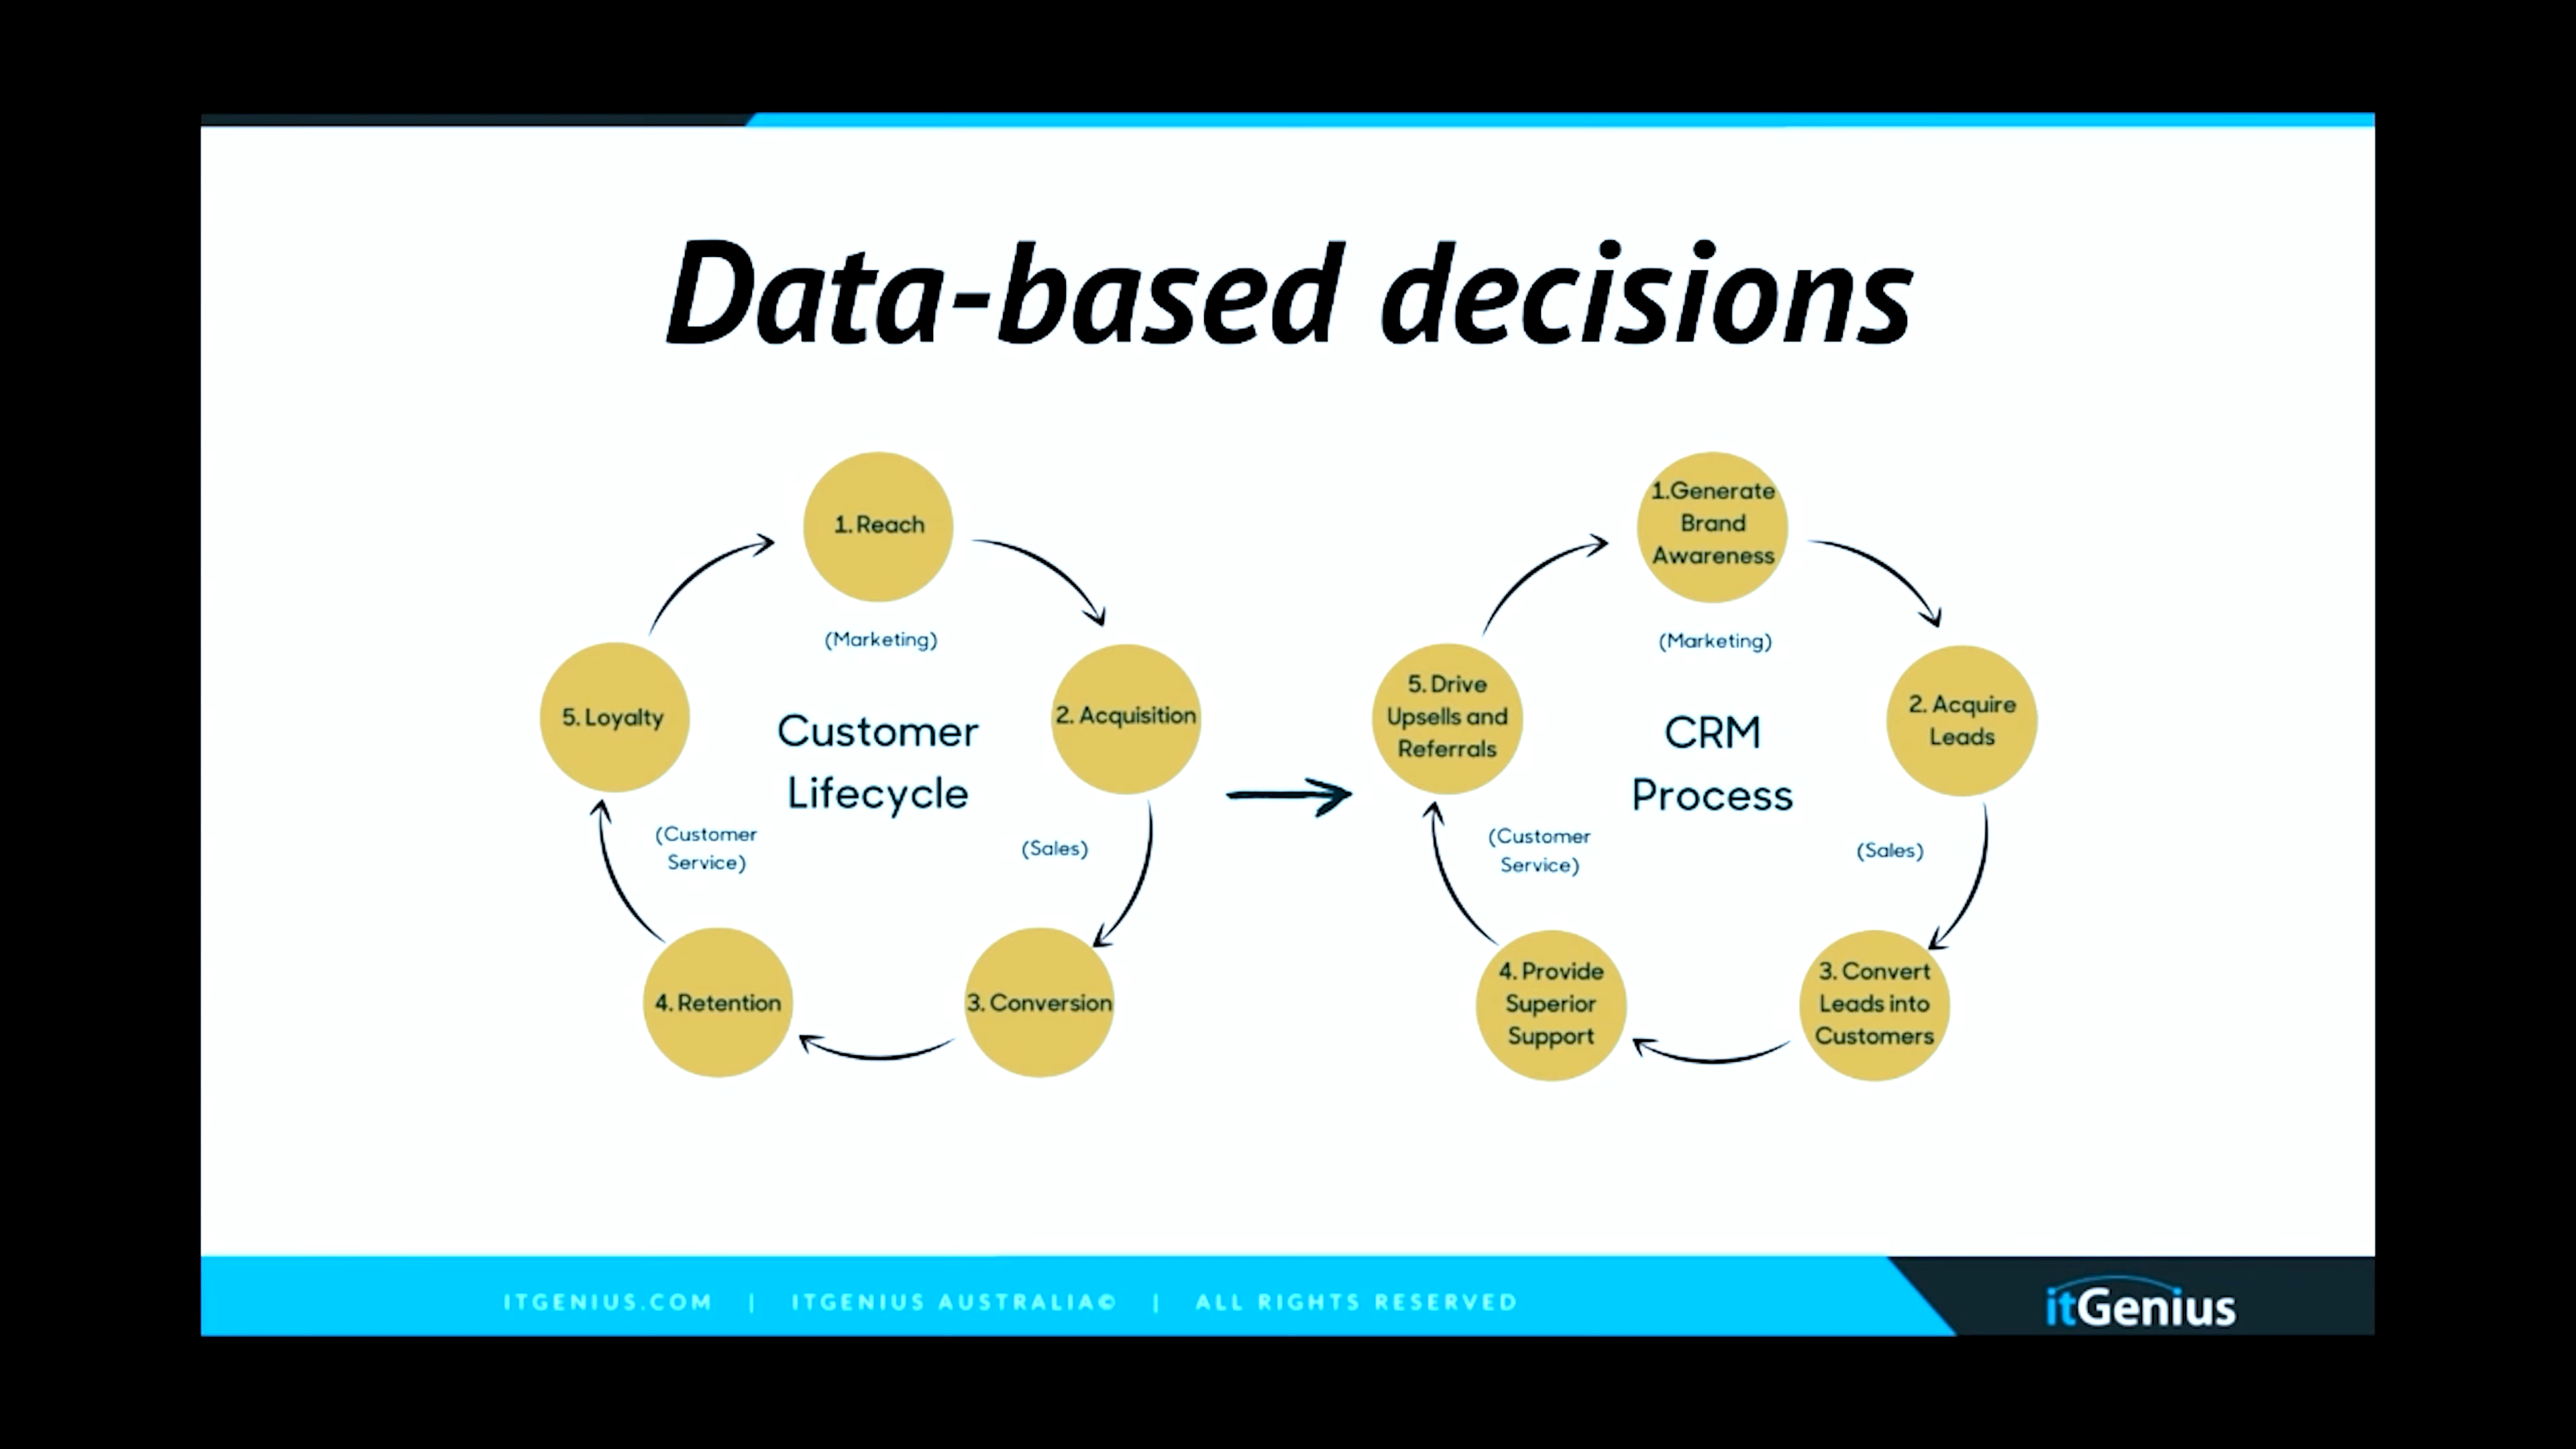 Data-based decisions
1. Reach
(Marketing)
2. Acquisition
(Sales)
3. Conversion
4. Retention
(Customer
Service)
5. Loyalty
Customer
Lifecycle
1.Generate
Brand
Awareness
(Marketing)
2. Acquire
Leads
(Sales)
3. Convert
Leads into
Customers
4. Provide
Superior
Support
(Customer
Service)
5. Drive
Upsells and
Referrals
CRM
Process
ITGENIUS.COM | ITGENIUS AUSTRALIA© | ALL RIGHTS RESERVED
itGenius